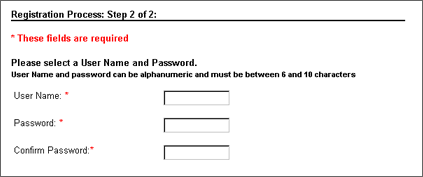 Registration Process: Step 2 of 2:
* These fields are required
Please select a User Name and Password.
User Name and password can be alphanumeric and must be between 6 and 10 characters
User Name: *
Password: *
Confirm Password:*